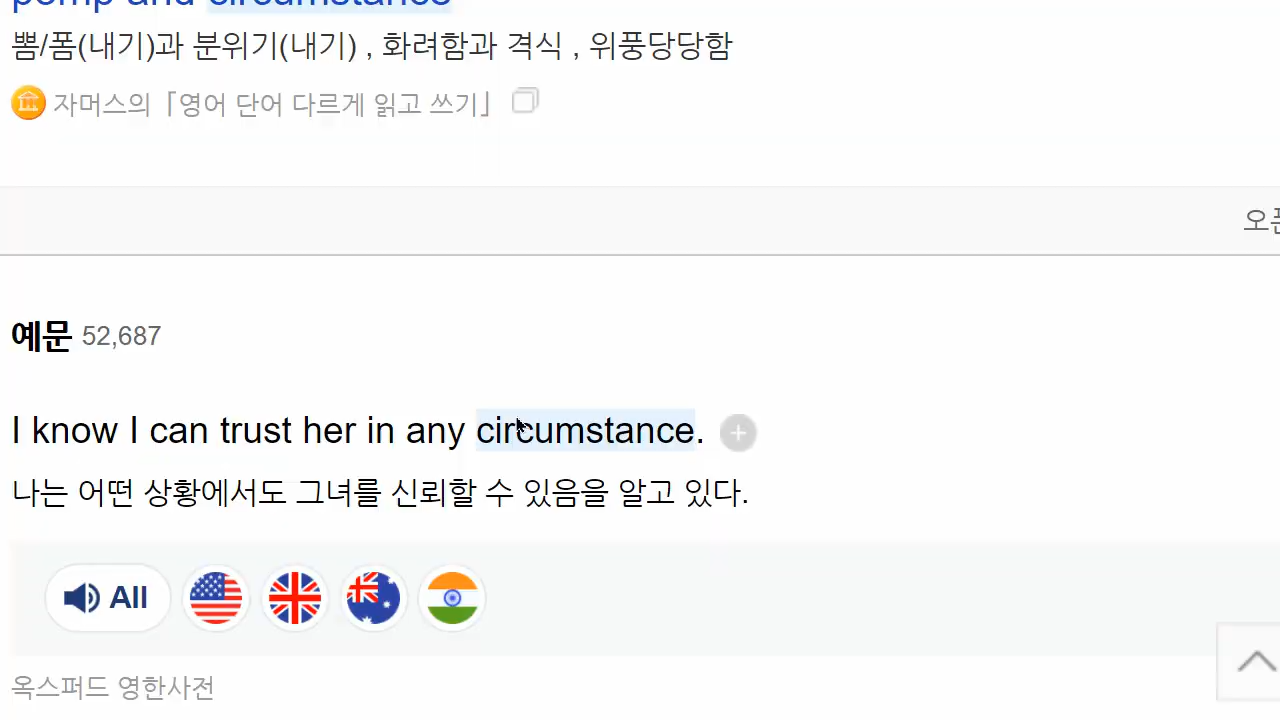 pomp and circumstance
뽐/폼(내기)과 분위기(내기) , 화려함과 격식 , 위풍당당함
자머스의「영어 단어 다르게 읽고 쓰기」
오픈
예문 52,687
I know I can trust her in any circumstance.
나는 어떤 상황에서도 그녀를 신뢰할 수 있음을 알고 있다.
All
옥스퍼드 영한사전